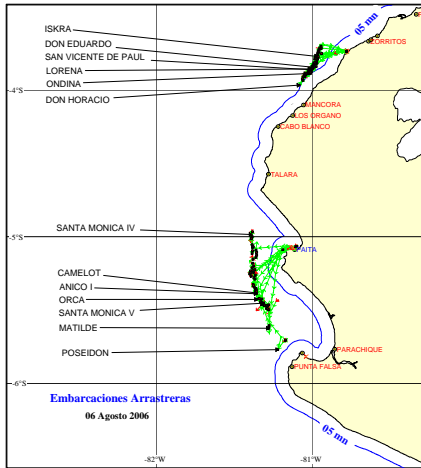 ISKRA
05 mn
DON EDUARDO
ZORRITOS
SAN VICENTE DE PAUL
LORENA
ONDINA
-4°S
DON HORACIO
MANCORA
LOS ORGANO
CABO BLANCO
TALARA
SANTA MONICA IV
-5°S
PAITA
CAMELOT
ANICO I
ORCA
SANTA MONICA V
MATILDE
POSEIDON
PARACHIQUE
PUNTA FALSA
-6°S
Embarcaciones Arrastreras
06 Agosto 2006
05 mn
-82°W
-81°W